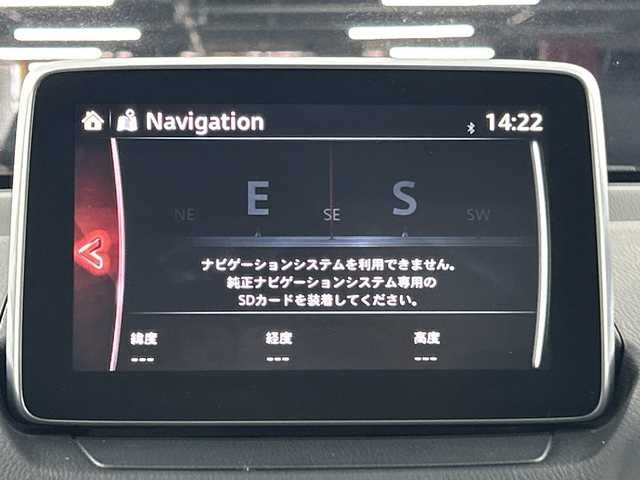 Navigation 14:22
NE E SE S SW
ナビゲーションシステムを利用できません。
純正ナビゲーションシステム専用の
SDカードを装着してください。
緯度 経度 高度
--- --- ---